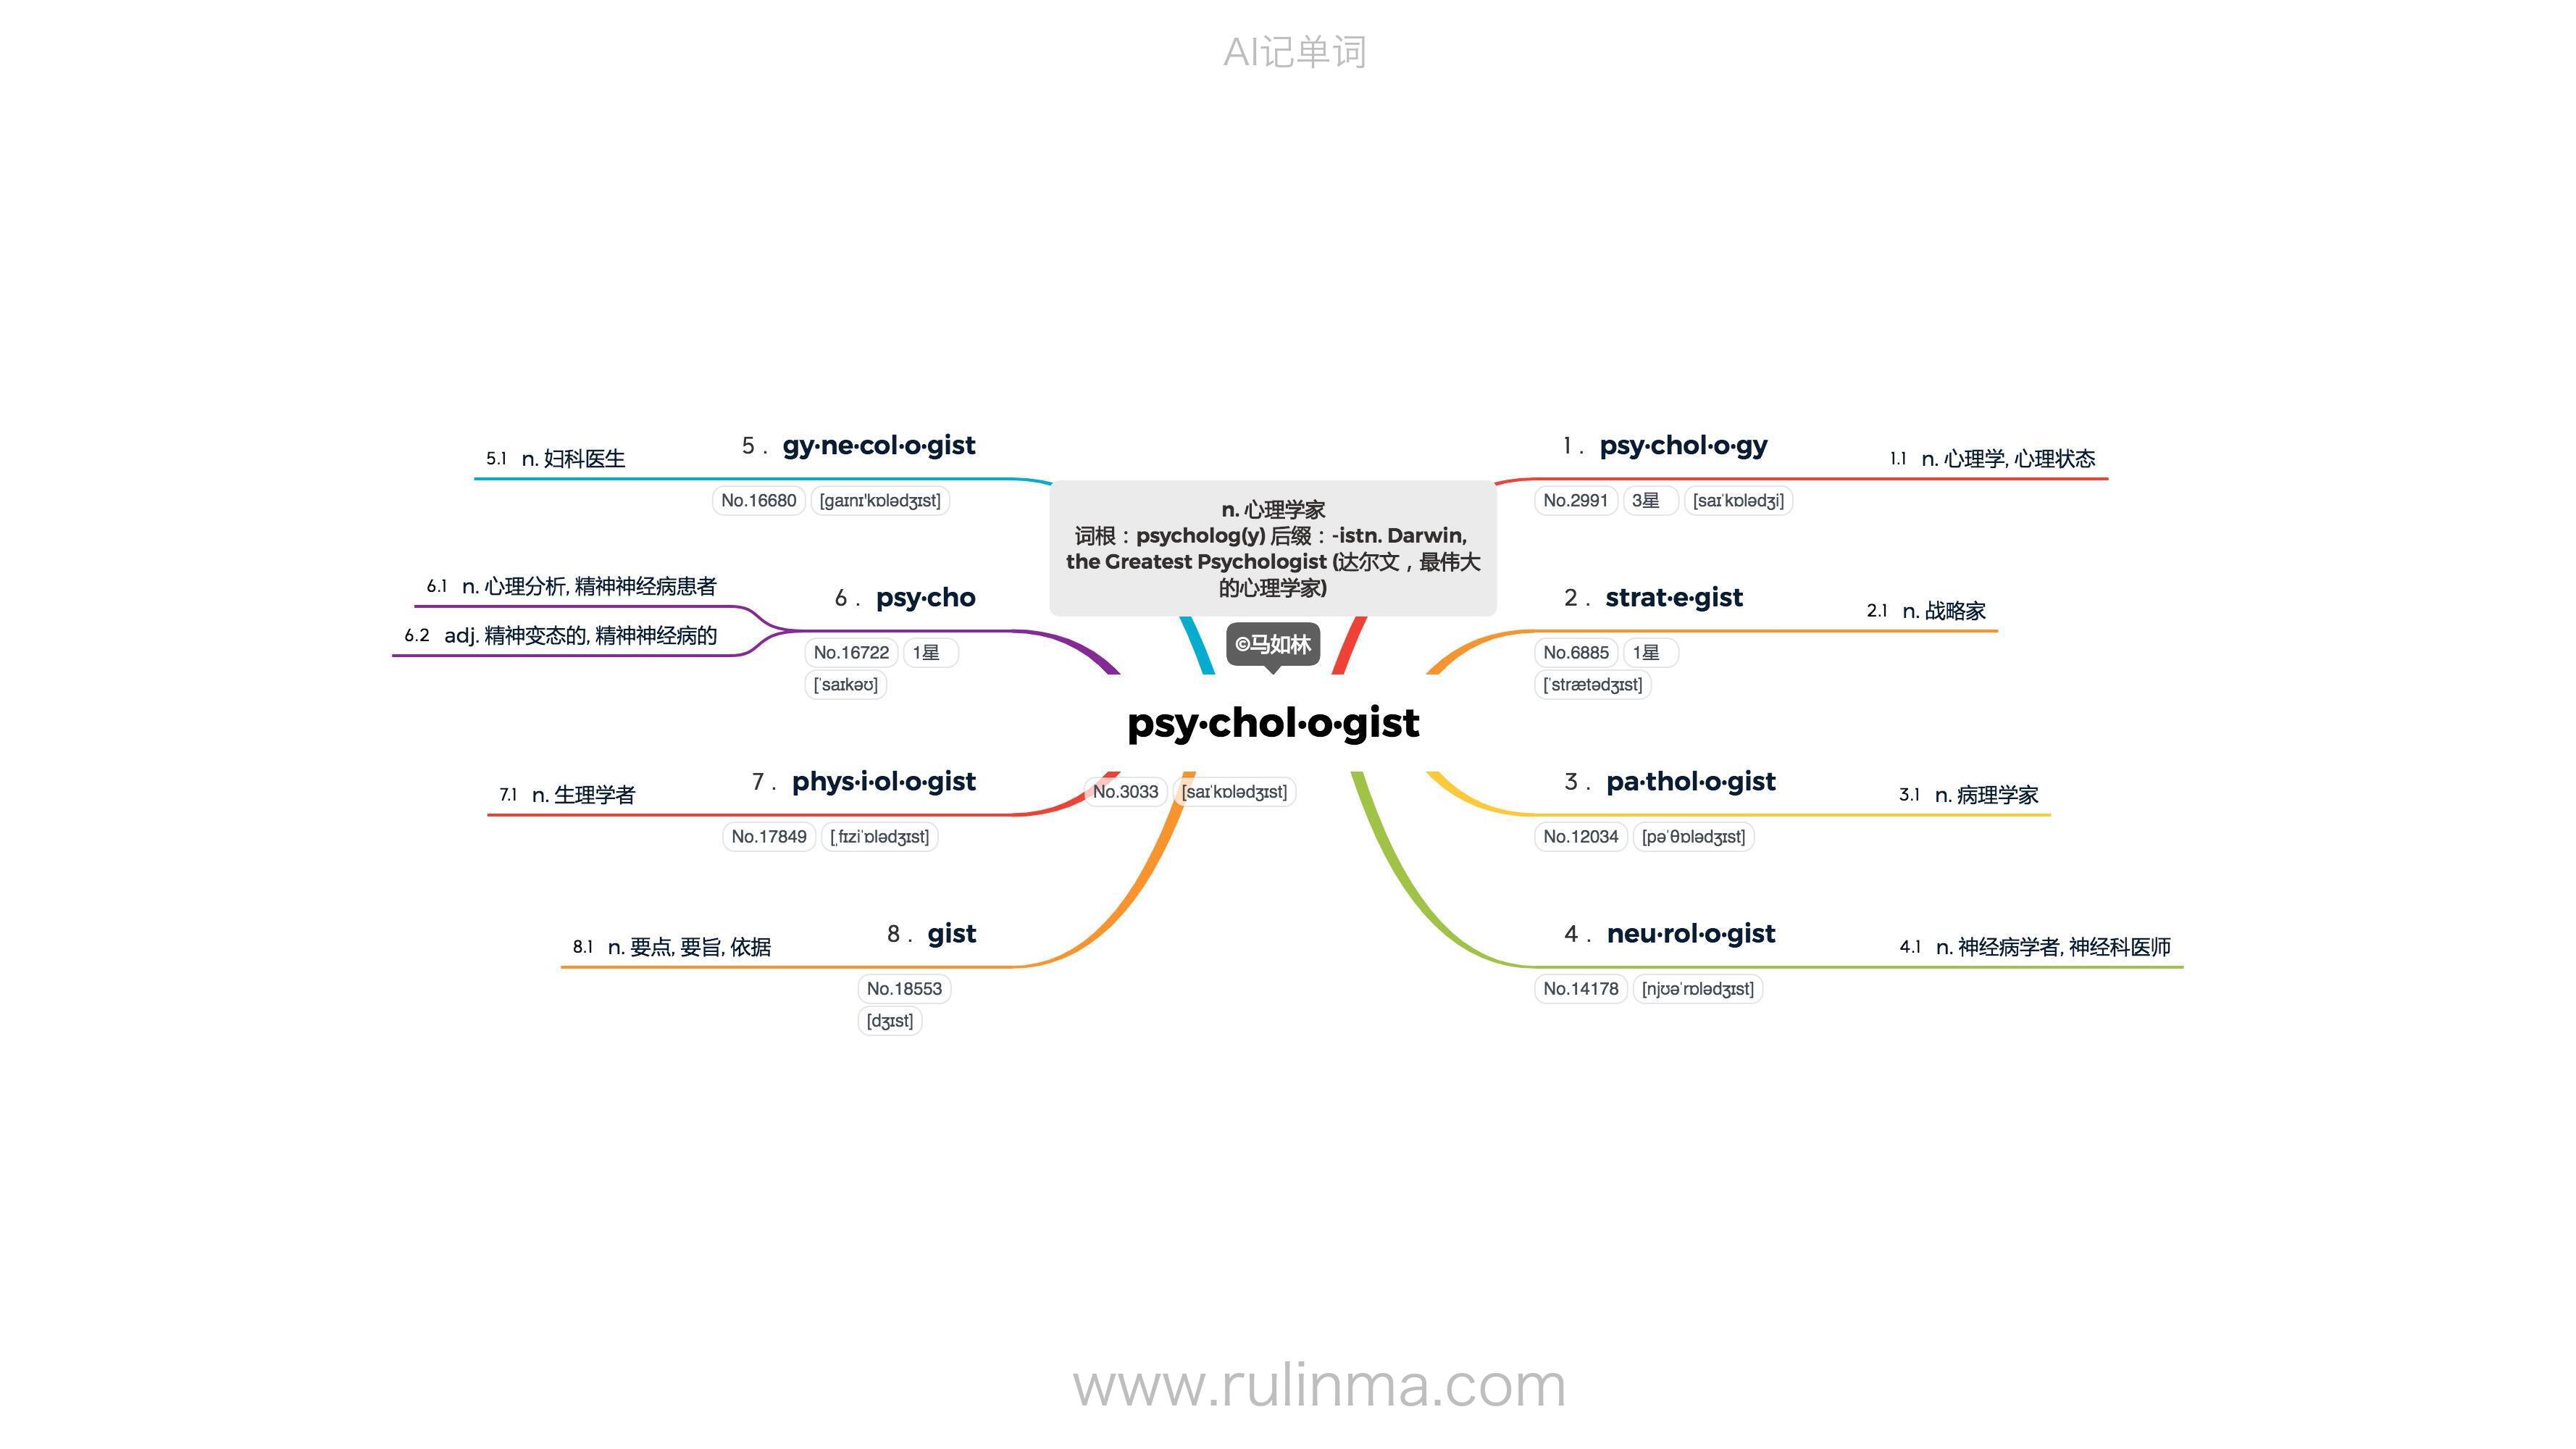 AI记单词
n. 心理学家
词根：psycholog(y) 后缀：-istn. Darwin,
the Greatest Psychologist (达尔文，最伟大
的心理学家)
©马如林
psy·chol·o·gist
No.3033 [saɪˈkɒlədʒɪst]
1 . psy·chol·o·gy
No.2991 3星 [saɪˈkɒlədʒi]
1.1 n. 心理学, 心理状态
2 . strat·e·gist
No.6885 1星
[ˈstrætədʒɪst]
2.1 n. 战略家
3 . pa·thol·o·gist
No.12034 [pəˈθɒlədʒɪst]
3.1 n. 病理学家
4 . neu·rol·o·gist
No.14178 [njʊəˈrɒlədʒɪst]
4.1 n. 神经病学者, 神经科医师
5 . gy·ne·col·o·gist
No.16680 [gaɪnɪ'kɒlədʒɪst]
5.1 n. 妇科医生
6 . psy·cho
No.16722 1星
[ˈsaɪkəʊ]
6.1 n. 心理分析, 精神神经病患者
6.2 adj. 精神变态的, 精神神经病的
7 . phys·i·ol·o·gist
No.17849 [ˌfɪziˈɒlədʒɪst]
7.1 n. 生理学者
8 . gist
No.18553
[dʒɪst]
8.1 n. 要点, 要旨, 依据
www.rulinma.com